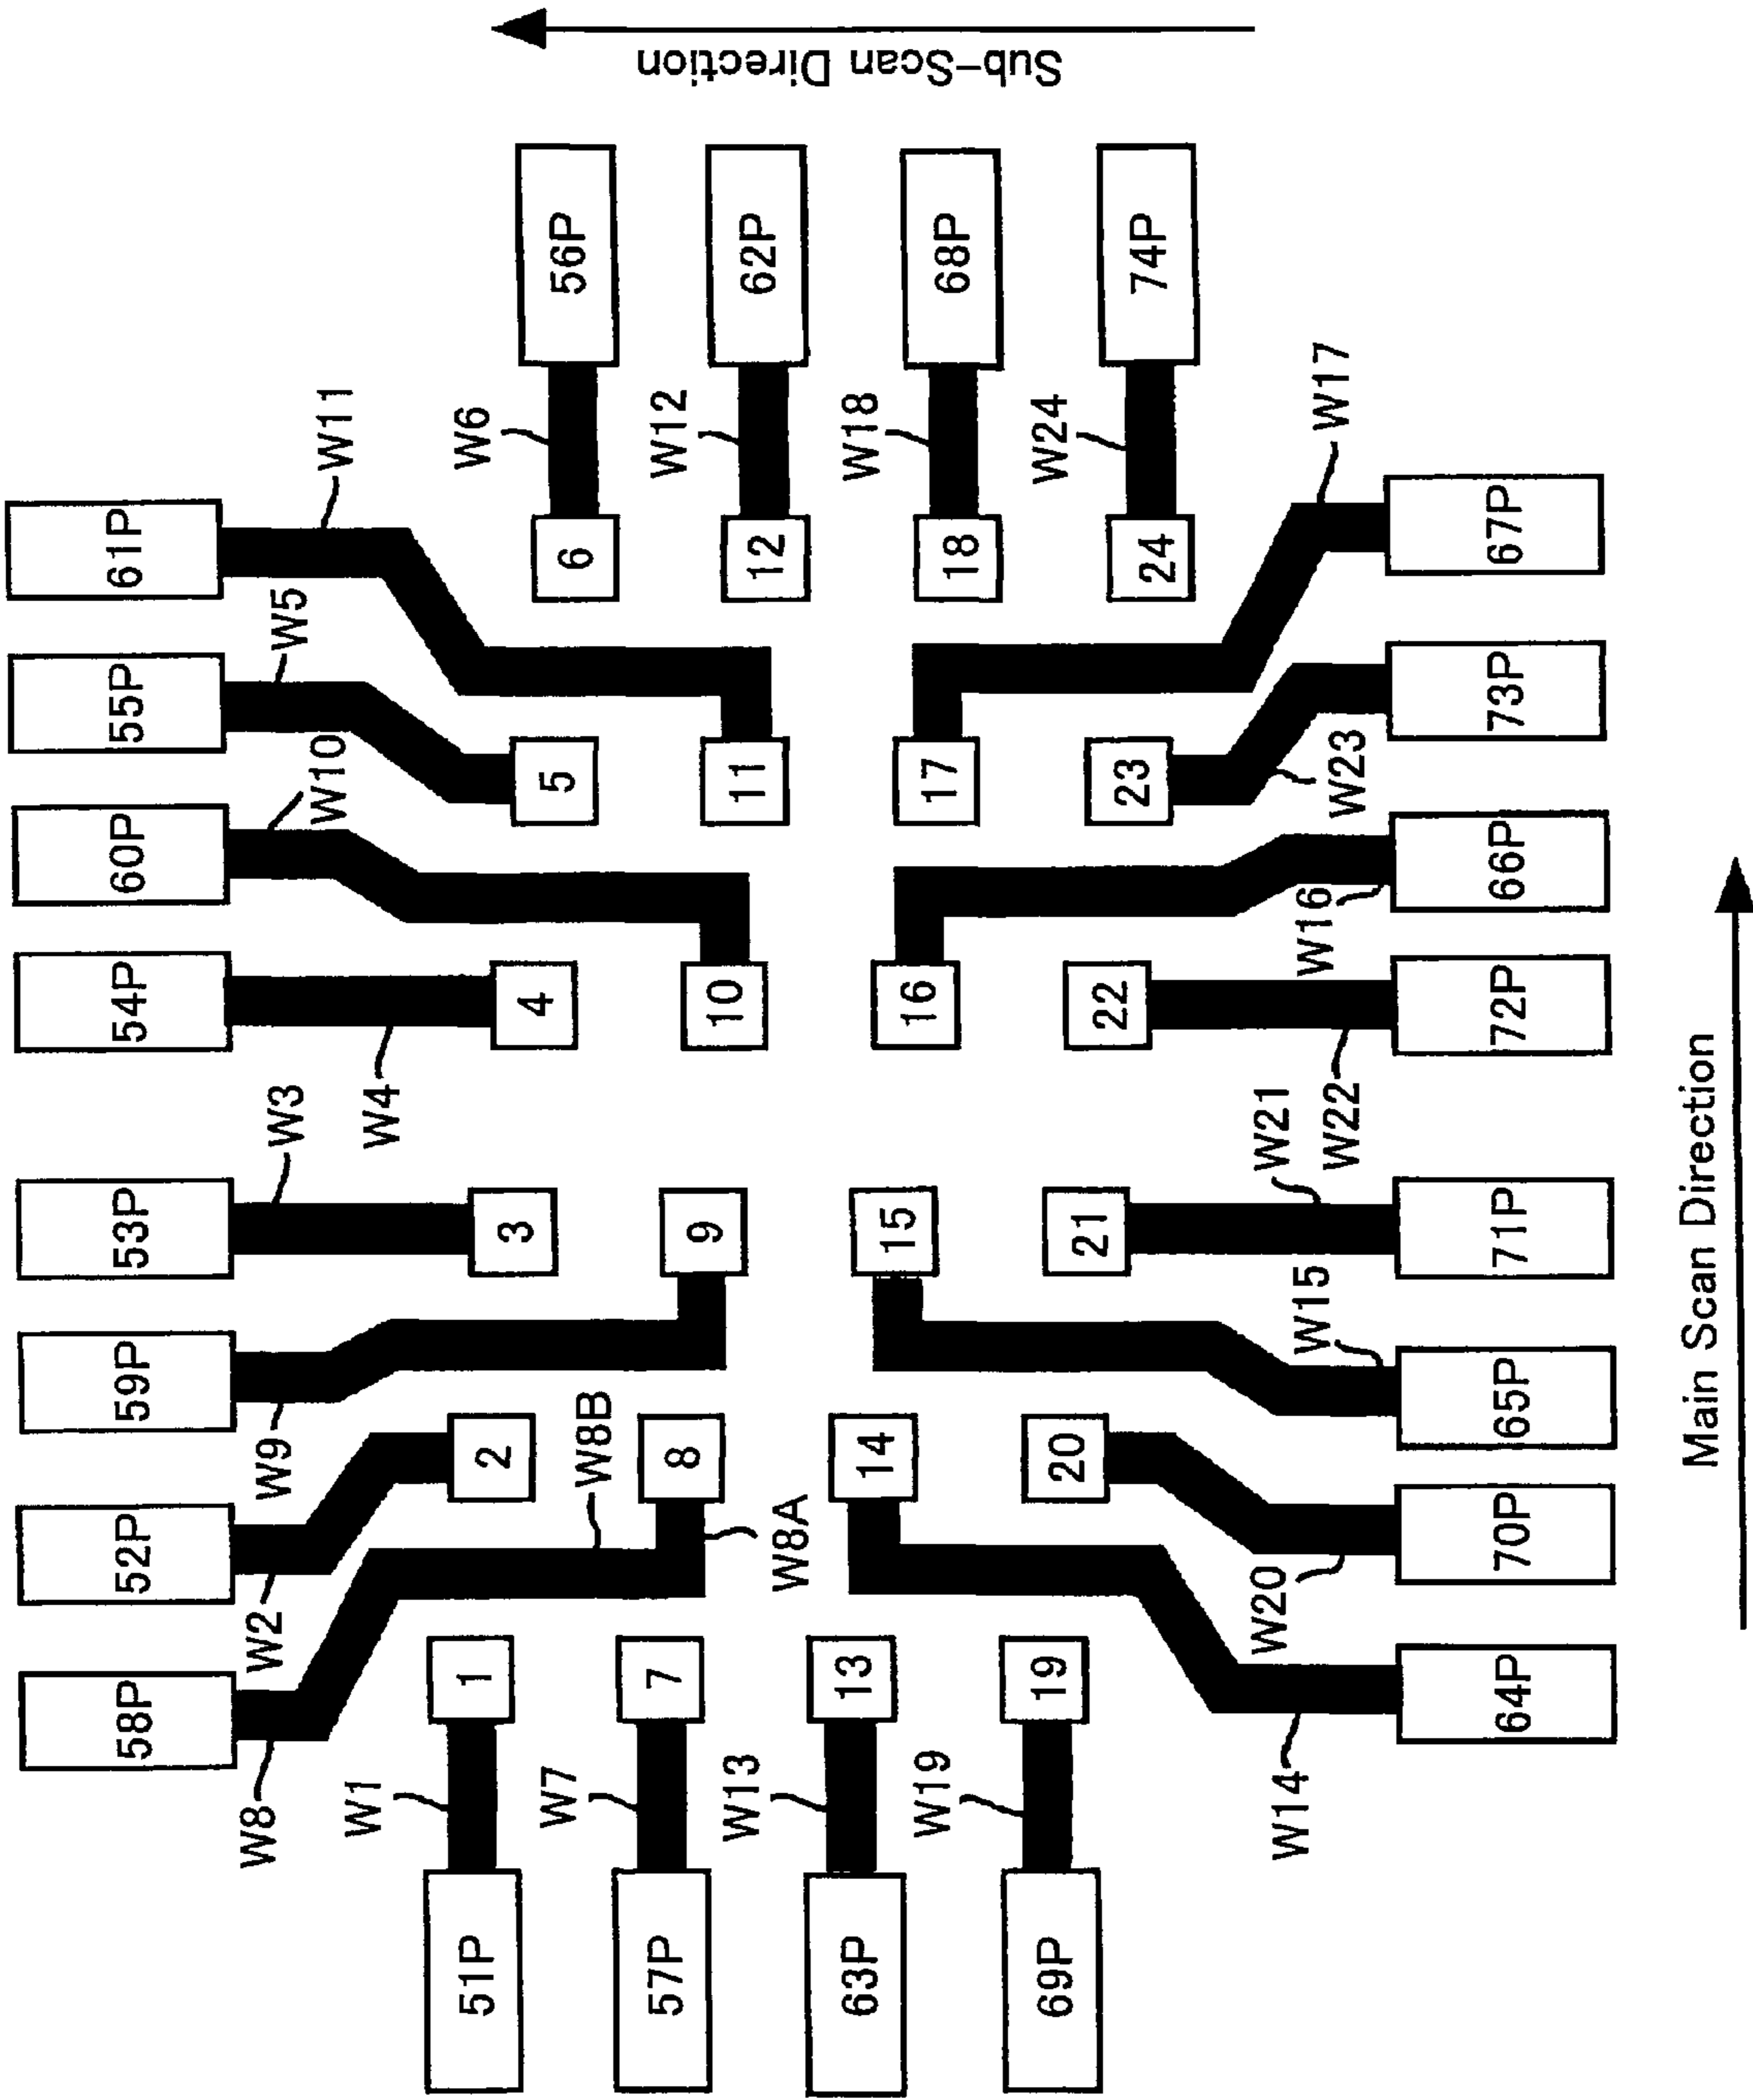 58P 52P 59P 53P 54P 60P 55P 61P
W8 W2 W9 W3 W10 W5 W11
W1 W4 W6
51P 1 2 3 4 5 6 56P
W7 W8B W12
57P 7 8 9 10 11 12 62P
W13 W8A W18
63P 13 14 15 16 17 18 68P
W19 W24
69P 19 20 21 22 23 24 74P
W14 W20 W15 W21 W22 W16 W23 W17
64P 70P 65P 71P 72P 66P 73P 67P
Main Scan Direction
Sub-Scan Direction